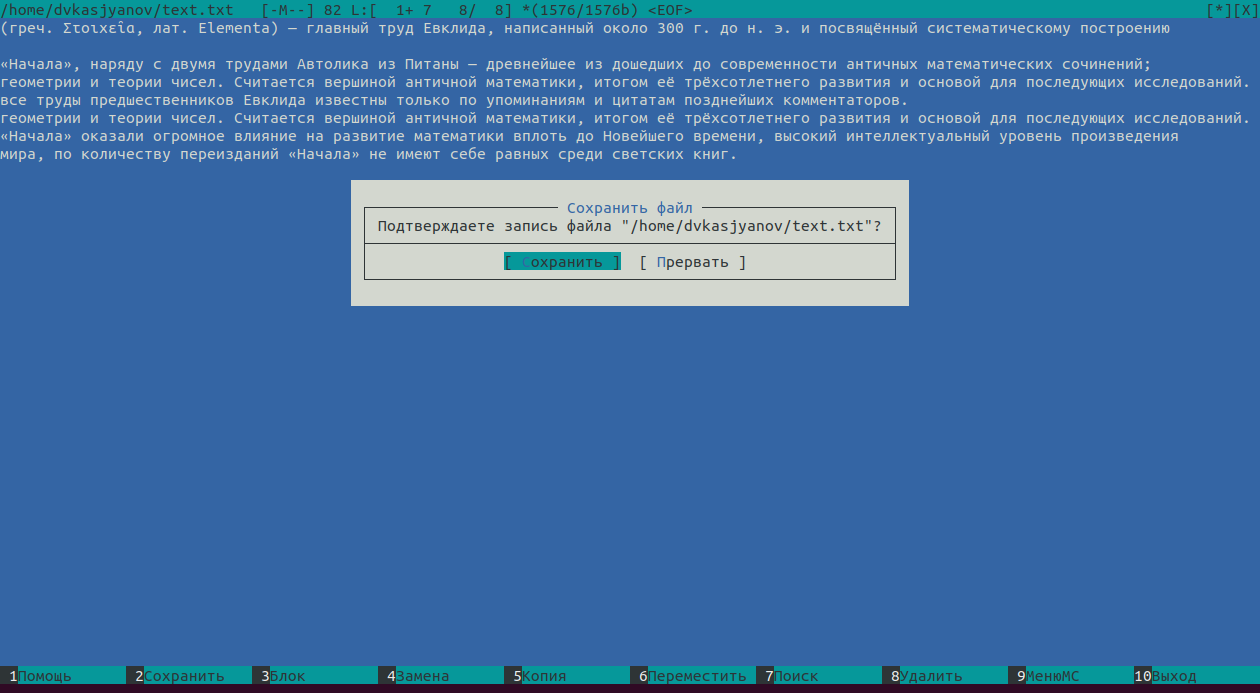 /home/dvkasjyanov/text.txt [-M--] 82 L:[ 1+ 7 8/ 8] *(1576/1576b) <EOF> [*][X]
(греч. Στοιχεῖα, лат. Elementa) — главный труд Евклида, написанный около 300 г. до н. э. и посвящённый систематическому построению
«Начала», наряду с двумя трудами Автолика из Питаны — древнейшее из дошедших до современности античных математических сочинений;
геометрии и теории чисел. Считается вершиной античной математики, итогом её трёхсотлетнего развития и основой для последующих исследований.
все труды предшественников Евклида известны только по упоминаниям и цитатам позднейших комментаторов.
геометрии и теории чисел. Считается вершиной античной математики, итогом её трёхсотлетнего развития и основой для последующих исследований.
«Начала» оказали огромное влияние на развитие математики вплоть до Новейшего времени, высокий интеллектуальный уровень произведения
мира, по количеству переизданий «Начала» не имеют себе равных среди светских книг.
Сохранить файл
Подтверждаете запись файла "/home/dvkasjyanov/text.txt"?
[ Сохранить ] [ Прервать ]
1Помощь 2Сохранить 3Блок 4Замена 5Копия 6Переместить 7Поиск 8Удалить 9МенюМС 10Выход